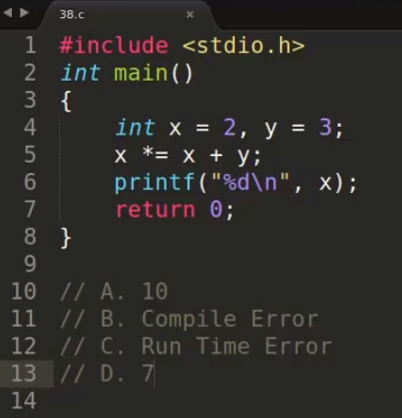 38.c
1 #include <stdio.h>
2 int main()
3 {
4     int x = 2, y = 3;
5     x *= x + y;
6     printf("%d\n", x);
7     return 0;
8 }
9
10 // A. 10
11 // B. Compile Error
12 // C. Run Time Error
13 // D. 7
14